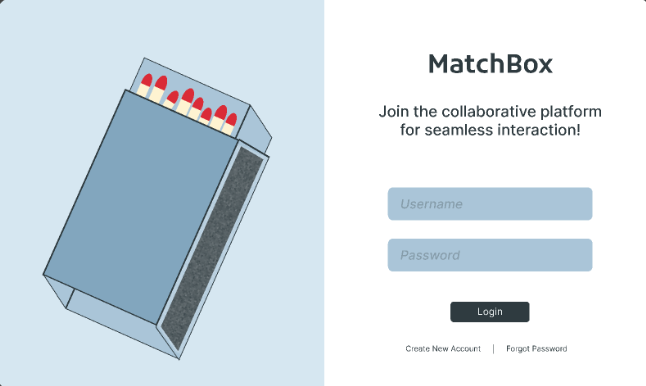 MatchBox
Join the collaborative platform
for seamless interaction!
Username
Password
Login
Create New Account | Forgot Password